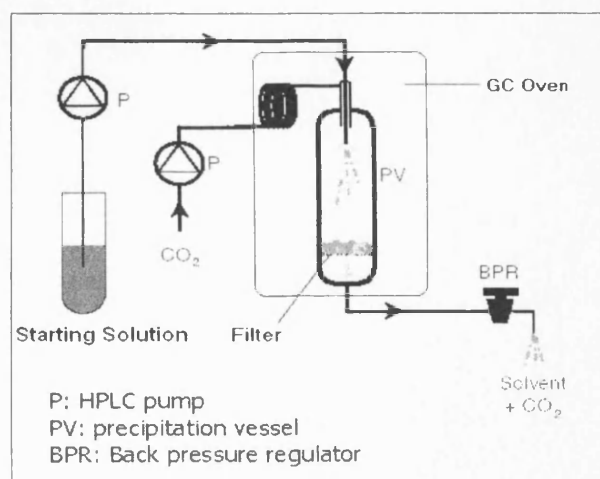 P
GC Oven
P
PV
CO₂
BPR
Starting Solution
Filter
Solvent
+ CO₂
P: HPLC pump
PV: precipitation vessel
BPR: Back pressure regulator